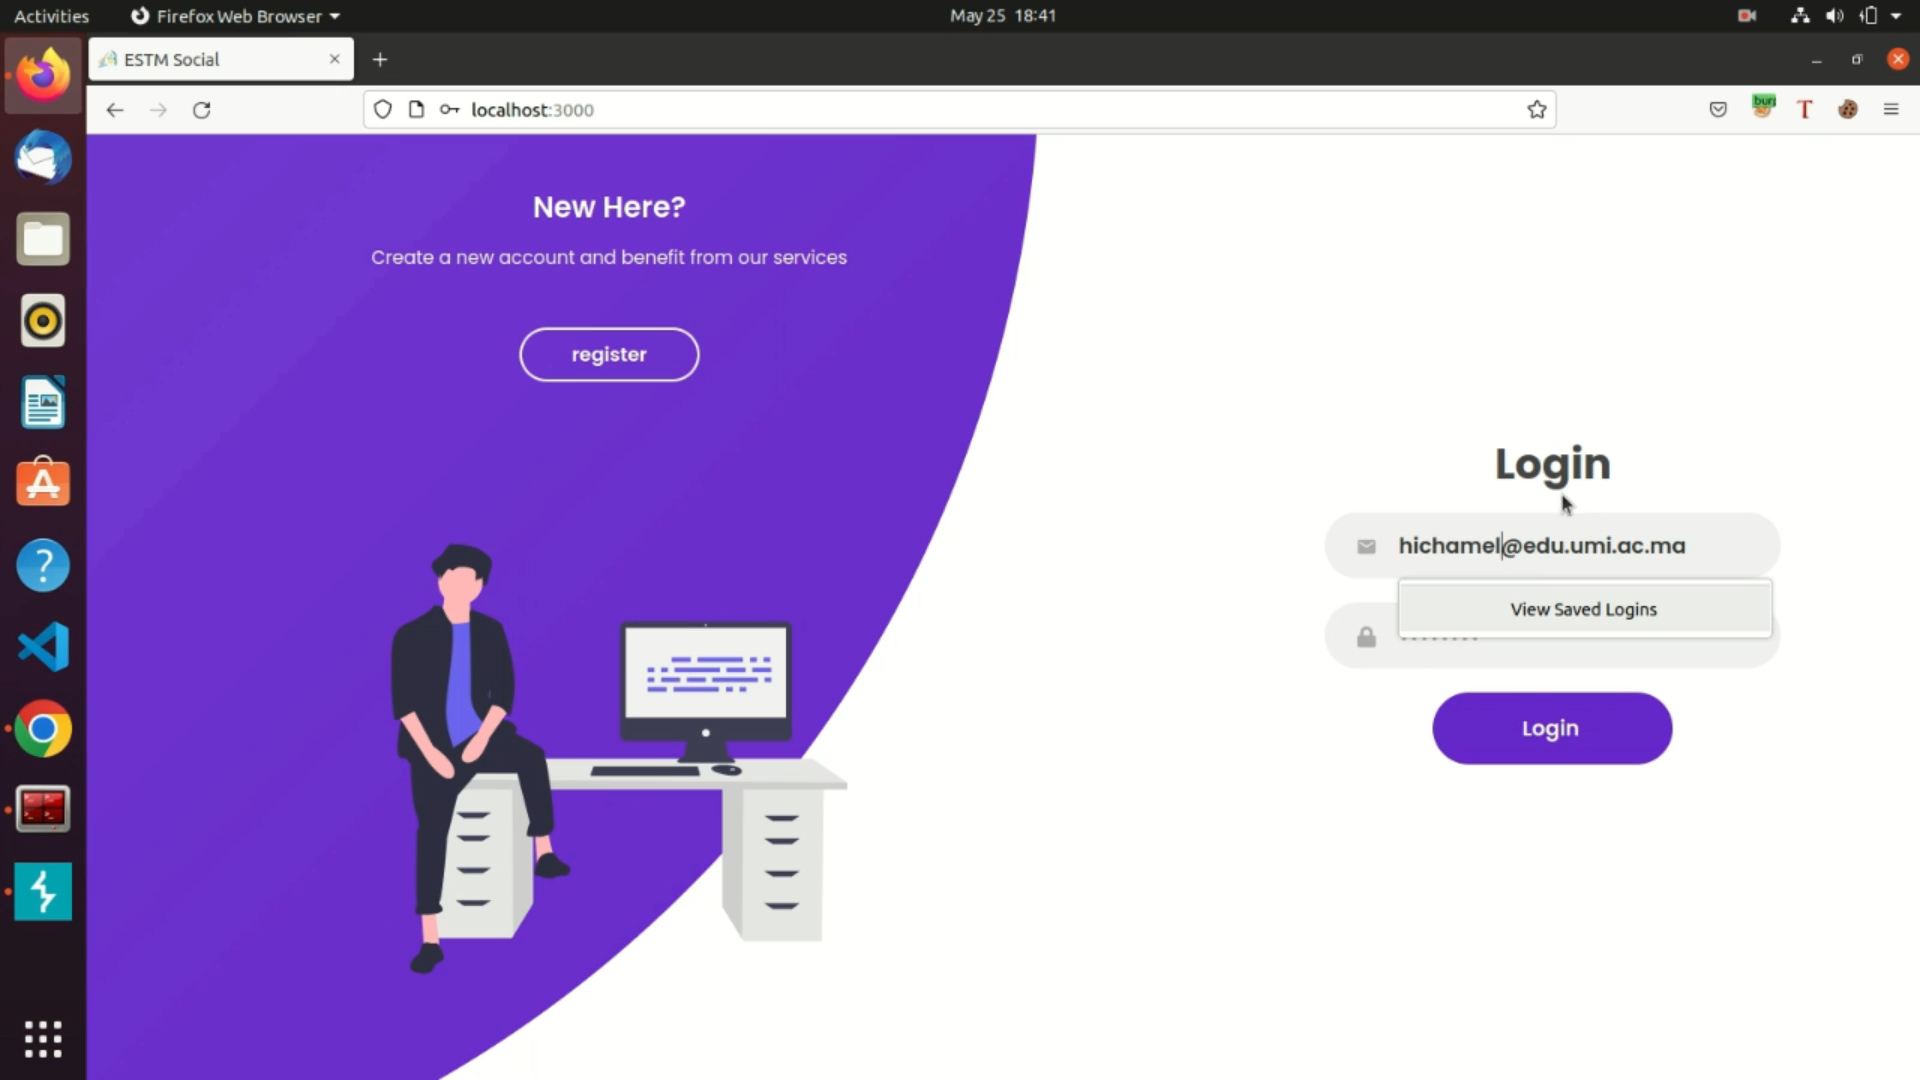 Activities
Firefox Web Browser
May 25 18:41
ESTM Social
localhost:3000
burp
T
New Here?
Create a new account and benefit from our services
register
Login
hichamel@edu.umi.ac.ma
View Saved Logins
Login